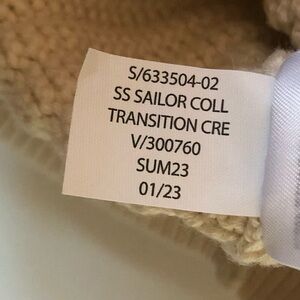 S/633504-02
SS SAILOR COLL
TRANSITION CRE
V/300760
SUM23
01/23